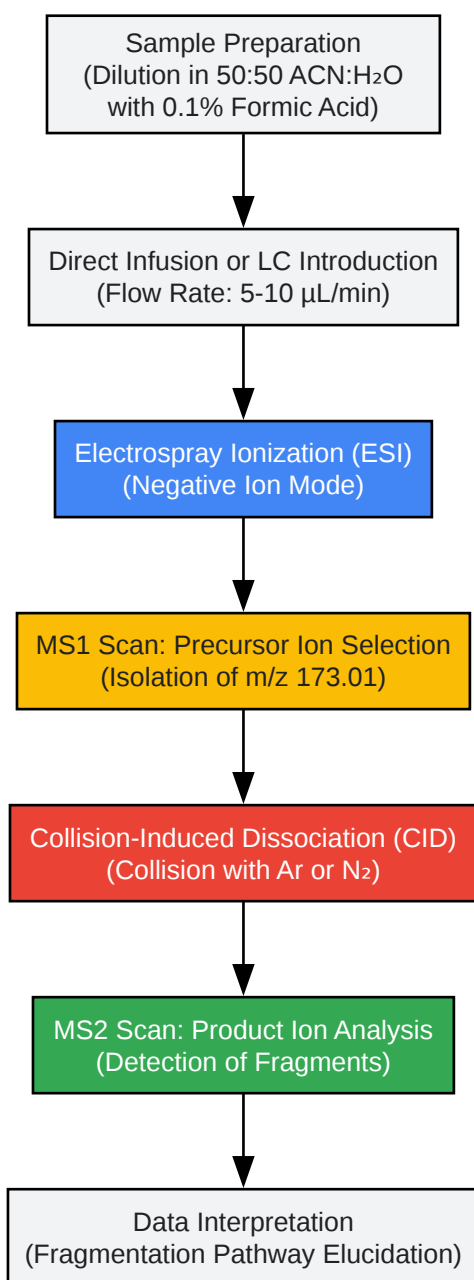 Sample Preparation
(Dilution in 50:50 ACN:H₂O
with 0.1% Formic Acid)
Direct Infusion or LC Introduction
(Flow Rate: 5-10 µL/min)
Electrospray Ionization (ESI)
(Negative Ion Mode)
MS1 Scan: Precursor Ion Selection
(Isolation of m/z 173.01)
Collision-Induced Dissociation (CID)
(Collision with Ar or N₂)
MS2 Scan: Product Ion Analysis
(Detection of Fragments)
Data Interpretation
(Fragmentation Pathway Elucidation)